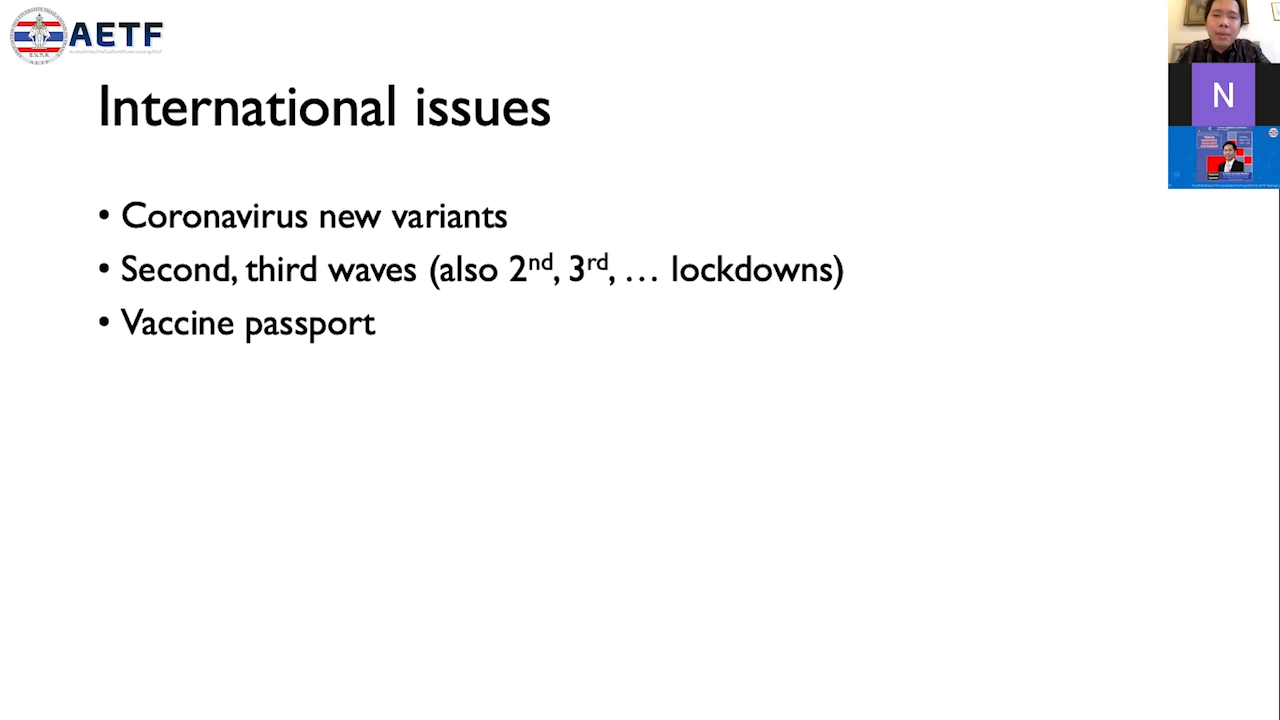 AETF
International issues
• Coronavirus new variants
• Second, third waves (also 2nd, 3rd, … lockdowns)
• Vaccine passport
N